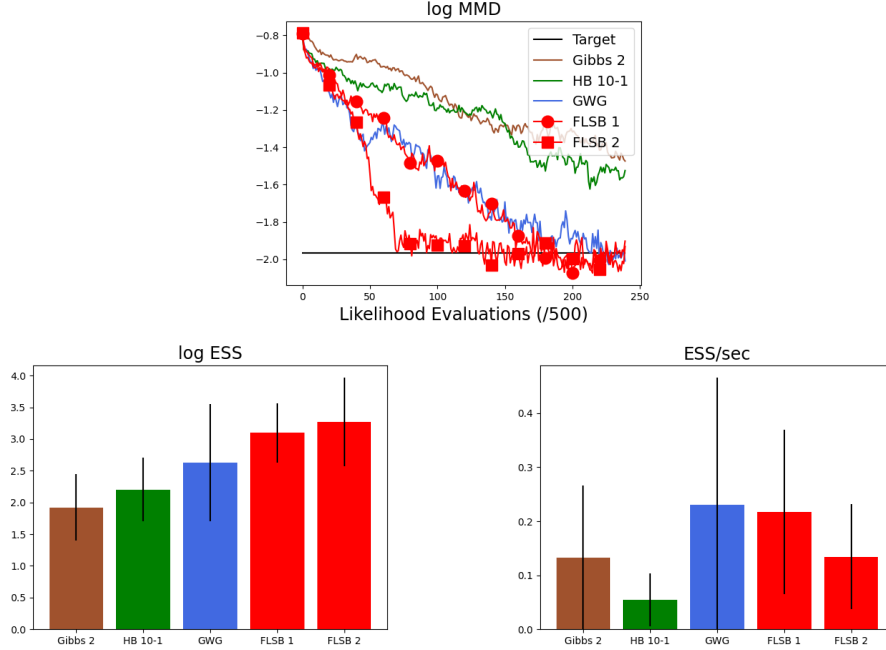 log MMD
−0.8
−1.0
−1.2
−1.4
−1.6
−1.8
−2.0
Target
Gibbs 2
HB 10-1
GWG
FLSB 1
FLSB 2
0 50 100 150 200 250
Likelihood Evaluations (/500)
log ESS
4.0
3.5
3.0
2.5
2.0
1.5
1.0
0.5
0.0
Gibbs 2 HB 10-1 GWG FLSB 1 FLSB 2
ESS/sec
0.4
0.3
0.2
0.1
0.0
Gibbs 2 HB 10-1 GWG FLSB 1 FLSB 2